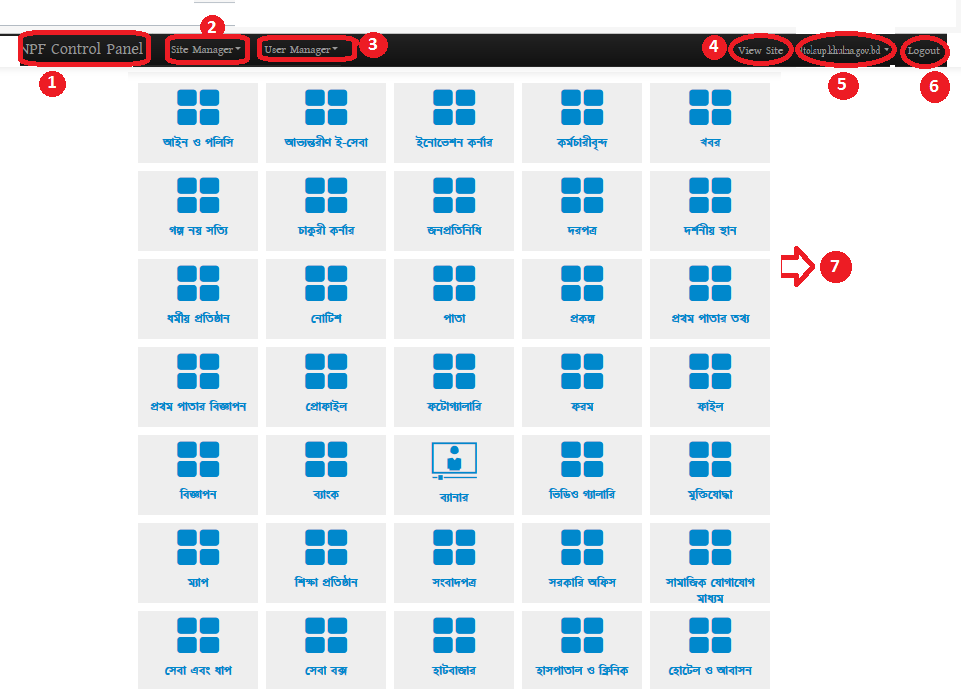 2
NPF Control Panel Site Manager User Manager 3 4 View Site itolsup.khulna.gov.bd Logout
1 5 6
আইন ও পলিসি আভ্যন্তরীণ ই-সেবা ইনোভেশন কর্নার কর্মচারীবৃন্দ খবর
গল্প নয় সত্যি চাকুরী কর্নার জনপ্রতিনিধি দরপত্র দর্শনীয় স্থান
7
ধর্মীয় প্রতিষ্ঠান নোটিশ পাতা প্রকল্প প্রথম পাতার তথ্য
প্রথম পাতার বিজ্ঞাপন প্রোফাইল ফটোগ্যালারি ফরম ফাইল
বিজ্ঞাপন ব্যাংক ব্যানার ভিডিও গ্যালারি মুক্তিযোদ্ধা
ম্যাপ শিক্ষা প্রতিষ্ঠান সংবাদপত্র সরকারি অফিস সামাজিক যোগাযোগ
মাধ্যম
সেবা এবং ধাপ সেবা বক্স হাটবাজার হাসপাতাল ও ক্লিনিক হোটেল ও আবাসন